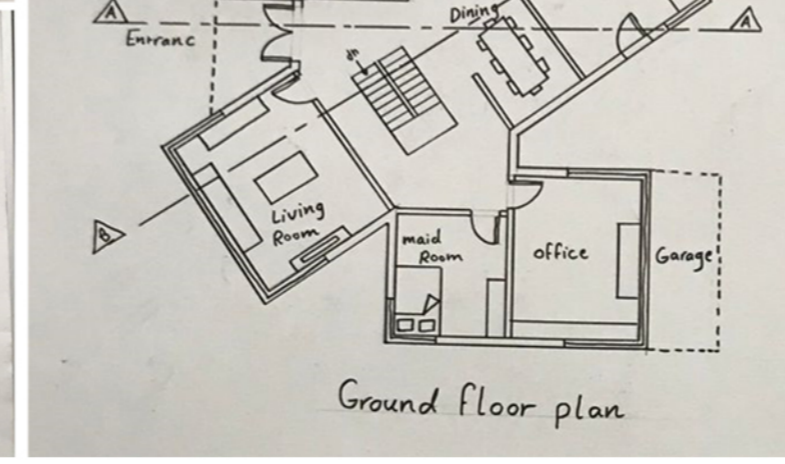 A
Dining
A
Entranc
dn
Living
Room
B
maid
Room
office
Garage
Ground floor plan